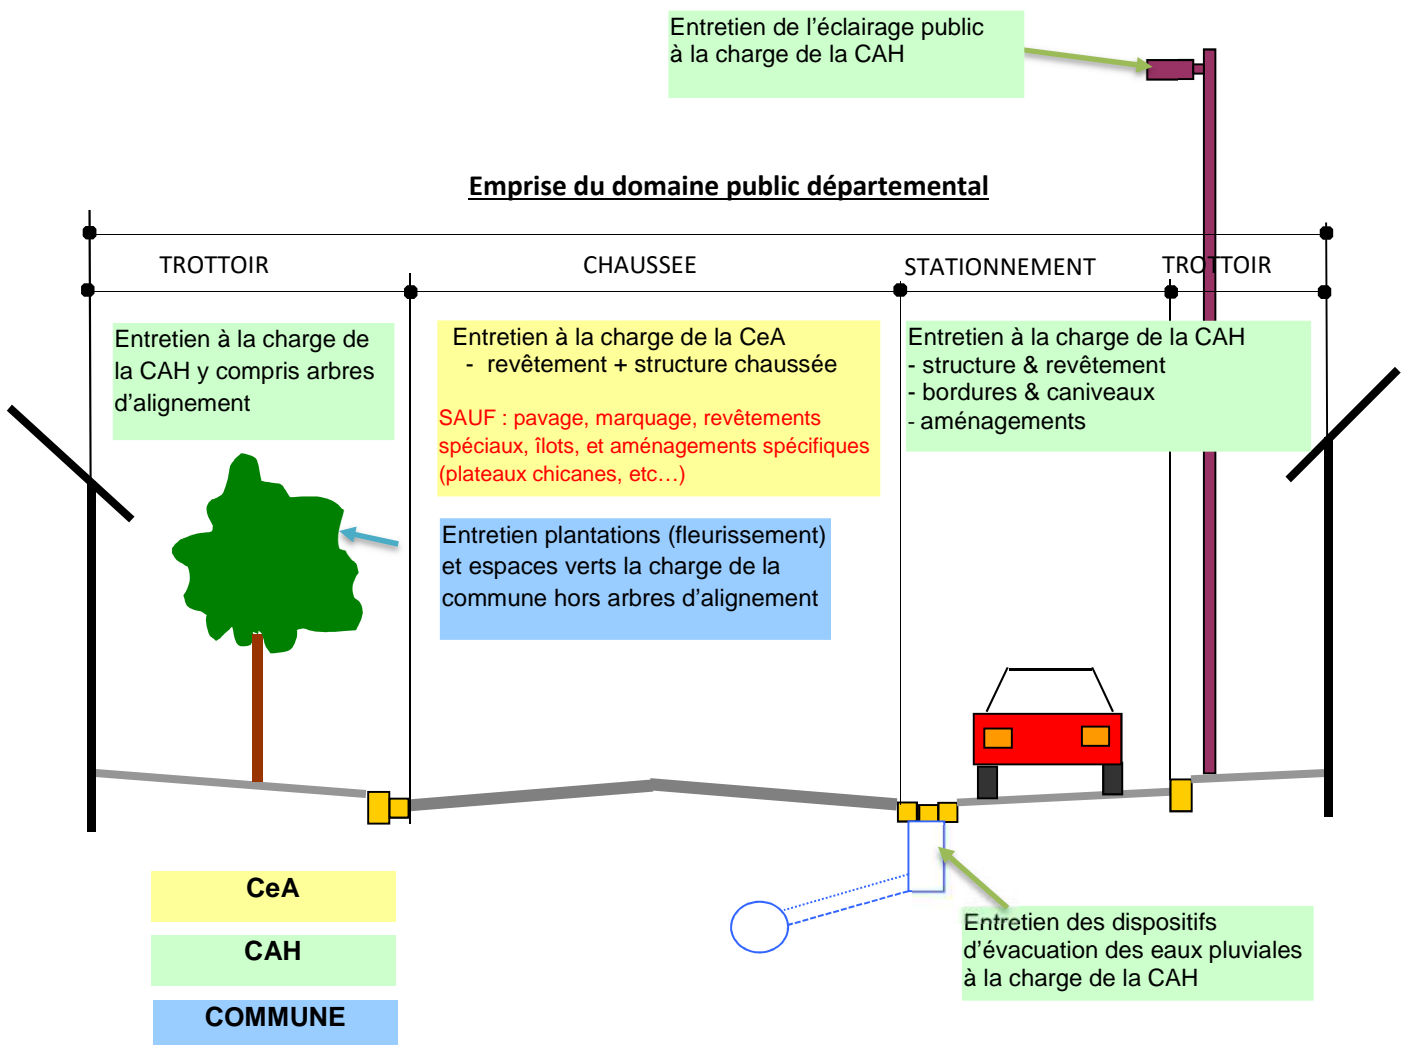 Entretien de l'éclairage public
à la charge de la CAH
Emprise du domaine public départemental
TROTTOIR
CHAUSSEE
STATIONNEMENT
TROTTOIR
Entretien à la charge de
la CAH y compris arbres
d'alignement
Entretien à la charge de la CeA
- revêtement + structure chaussée
SAUF : pavage, marquage, revêtements
spéciaux, îlots, et aménagements spécifiques
(plateaux chicanes, etc…)
Entretien plantations (fleurissement)
et espaces verts la charge de la
commune hors arbres d'alignement
Entretien à la charge de la CAH
- structure & revêtement
- bordures & caniveaux
- aménagements
Entretien des dispositifs
d'évacuation des eaux pluviales
à la charge de la CAH
CeA
CAH
COMMUNE